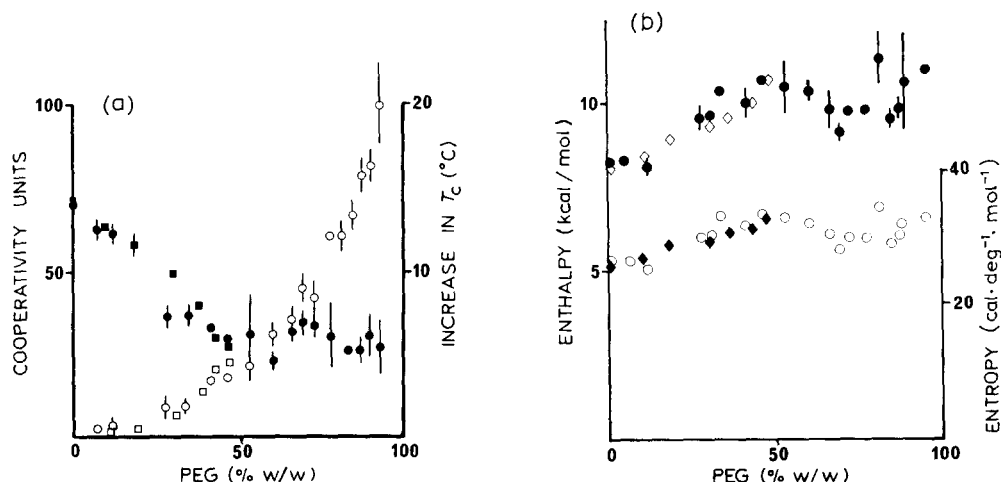 (a)
100
50
0
COOPERATIVITY UNITS
20
10
INCREASE IN Tc (°C)
0
50
100
PEG (% w/w)
(b)
10
5
ENTHALPY (kcal/mol)
40
20
ENTROPY (cal·deg⁻¹·mol⁻¹)
0
50
100
PEG (% w/w)